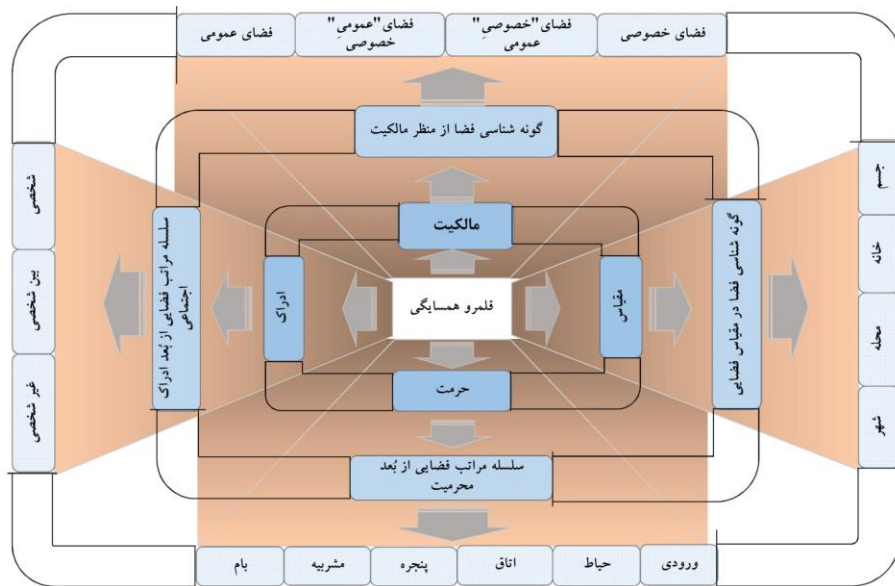 فضای خصوصی
فضای "خصوصیِ"
عمومی
فضای "عمومیِ"
خصوصی
فضای عمومی
گونه شناسی فضا از منظر مالکیت
مالکیت
جسم
خانه
محله
شهر
گونه شناسی فضا در مقیاس فضایی
مقیاس
قلمرو همسایگی
ادراک
سلسله مراتب فضایی از بُعد ادراک
اجتماعی
شخصی
بین شخصی
غیر شخصی
حرمت
سلسله مراتب فضایی از بُعد
محرمیت
ورودی
حیاط
اتاق
پنجره
مشربیه
بام